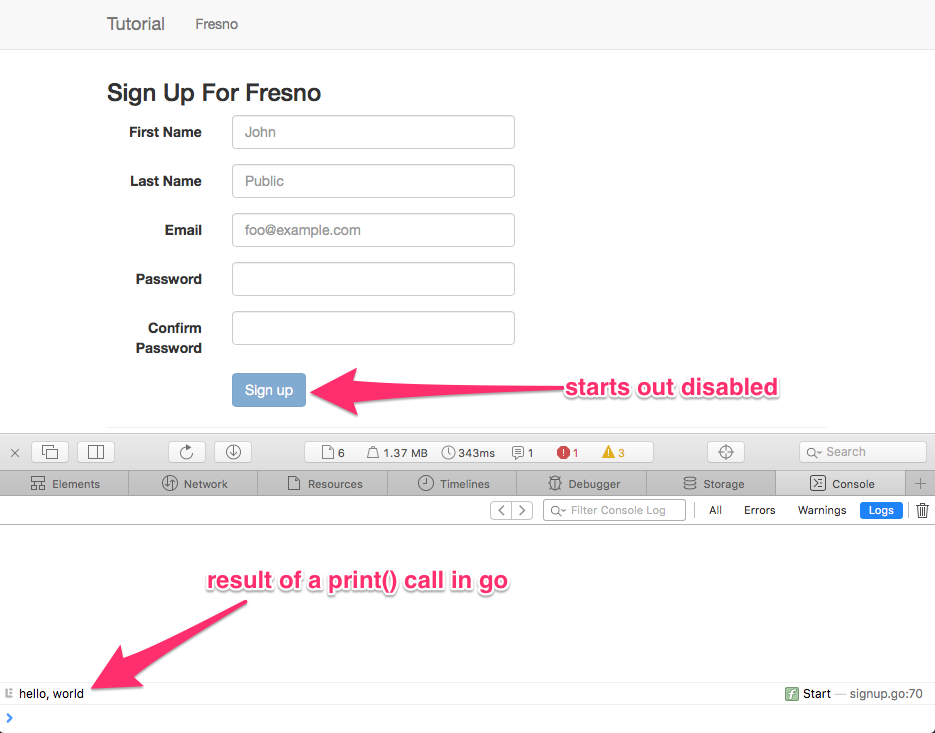 Tutorial Fresno
Sign Up For Fresno
First Name John
Last Name Public
Email foo@example.com
Password
Confirm
Password
Sign up
starts out disabled
6 1.37 MB 343ms 1 1 3 Search
Elements Network Resources Timelines Debugger Storage Console
Filter Console Log All Errors Warnings Logs
result of a print() call in go
hello, world f Start — signup.go:70